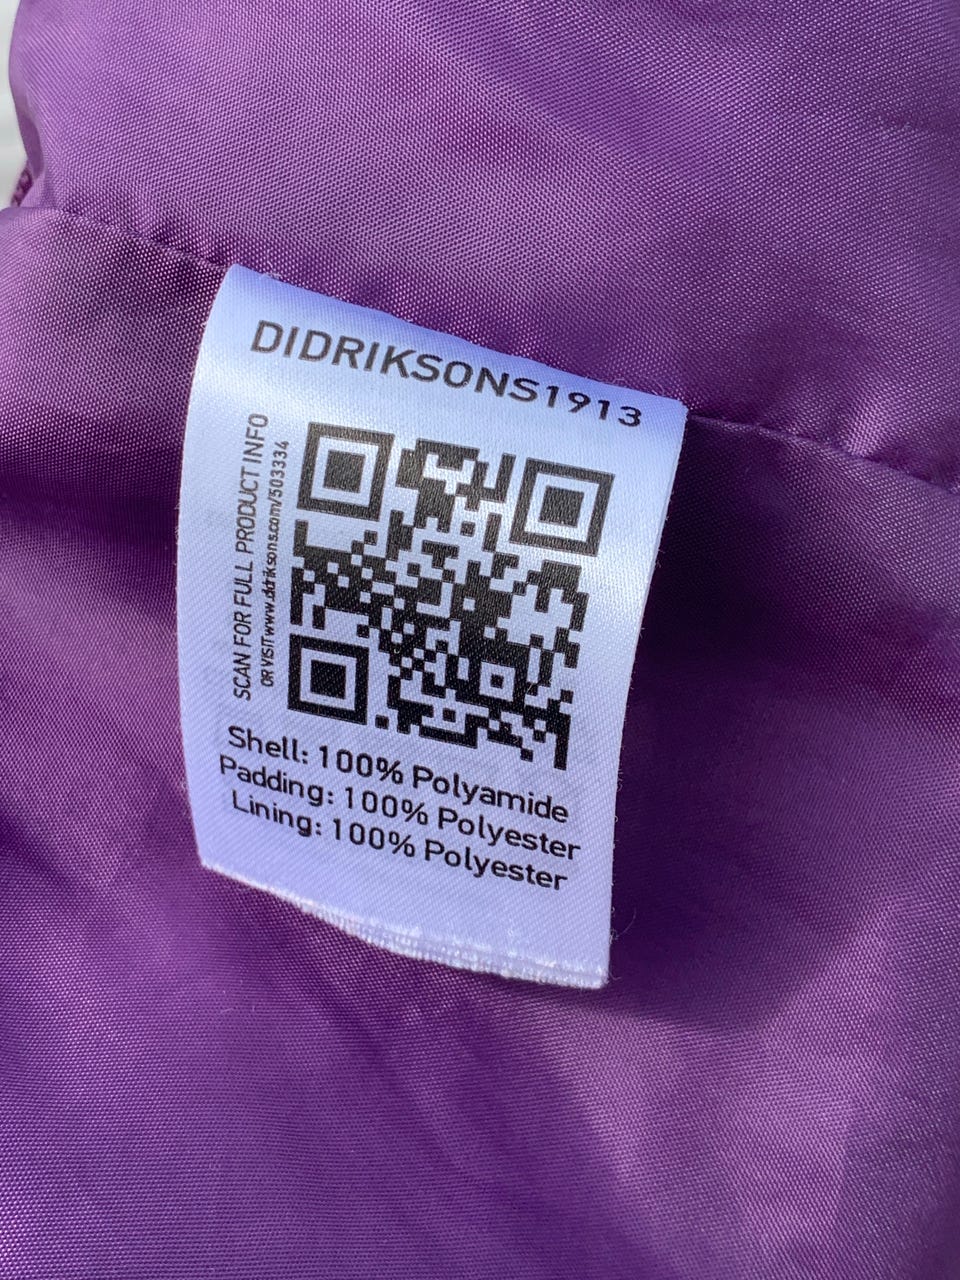 DIDRIKSONS1913
SCAN FOR FULL PRODUCT INFO
OR VISIT www.didriksons.com/503334
Shell: 100% Polyamide
Padding: 100% Polyester
Lining: 100% Polyester